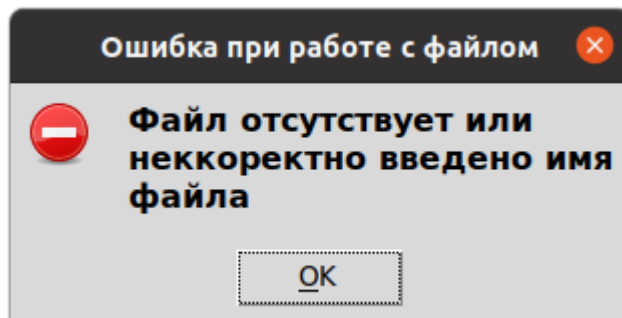 Ошибка при работе с файлом
Файл отсутствует или
неккоректно введено имя
файла
OK